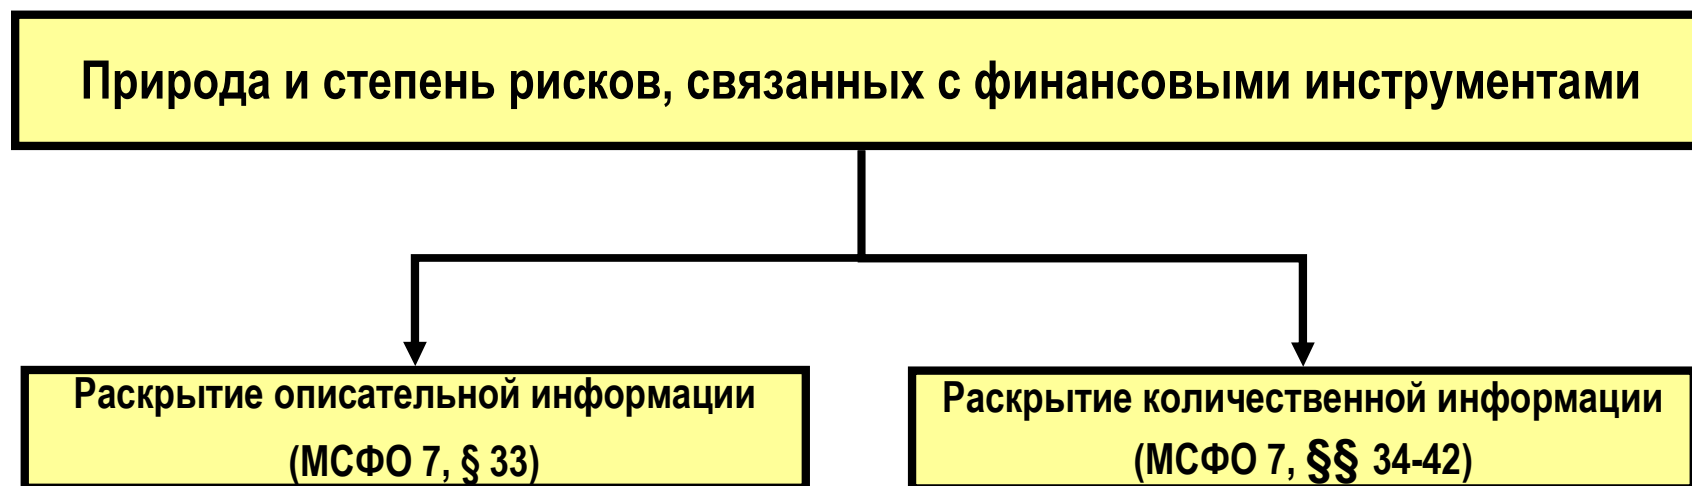 Природа и степень рисков, связанных с финансовыми инструментами
Раскрытие описательной информации
(МСФО 7, § 33)
Раскрытие количественной информации
(МСФО 7, §§ 34-42)